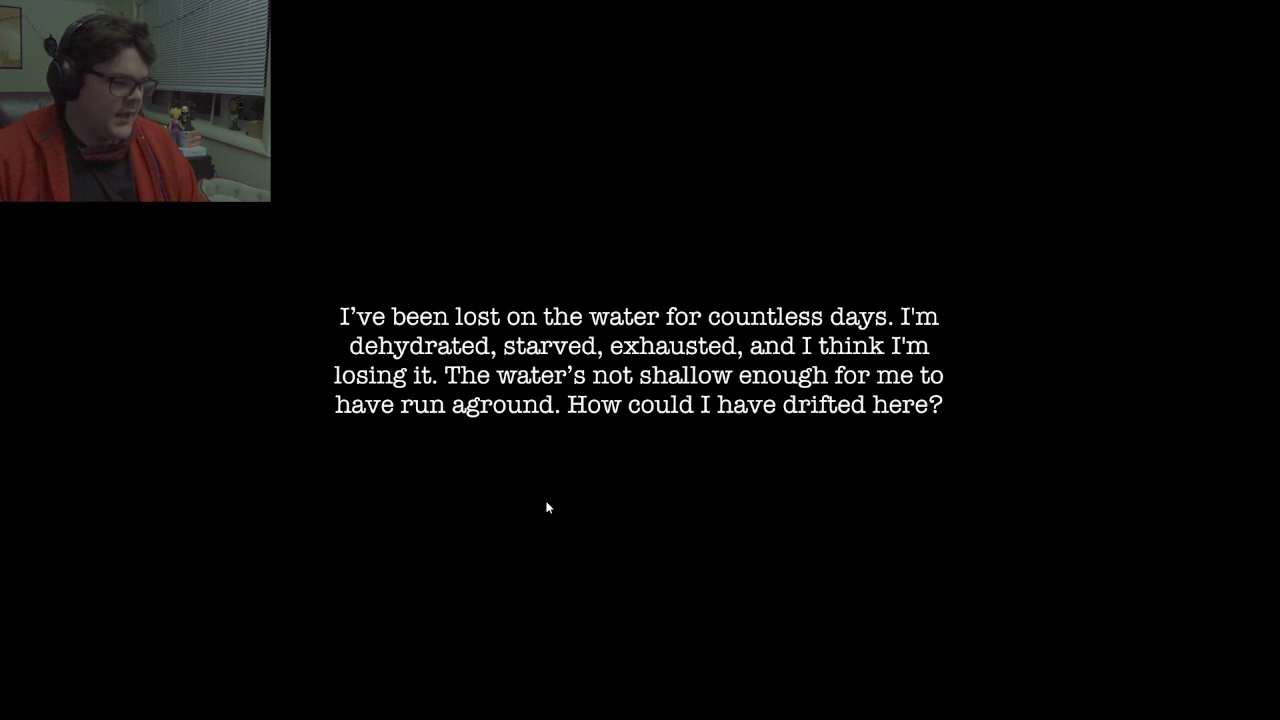 I’ve been lost on the water for countless days. I'm
dehydrated, starved, exhausted, and I think I'm
losing it. The water’s not shallow enough for me to
have run aground. How could I have drifted here?